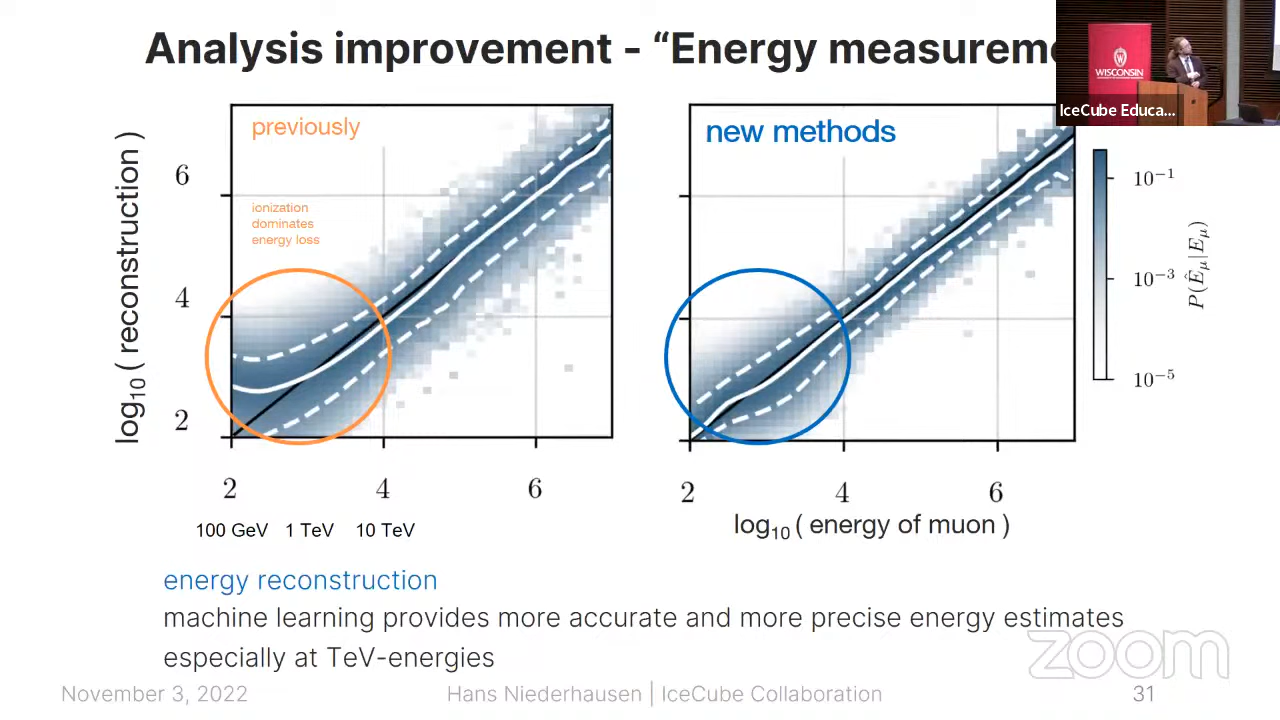 Analysis improvement - “Energy measureme
WISCONSIN
IceCube Educa...
previously
ionization
dominates
energy loss
log10 ( reconstruction )
6
4
2
2
4
6
100 GeV
1 TeV
10 TeV
new methods
2
4
6
log10 ( energy of muon )
10⁻¹
10⁻³
10⁻⁵
P(Êμ|Eμ)
energy reconstruction
machine learning provides more accurate and more precise energy estimates
especially at TeV-energies
zoom
November 3, 2022
Hans Niederhausen | IceCube Collaboration
31